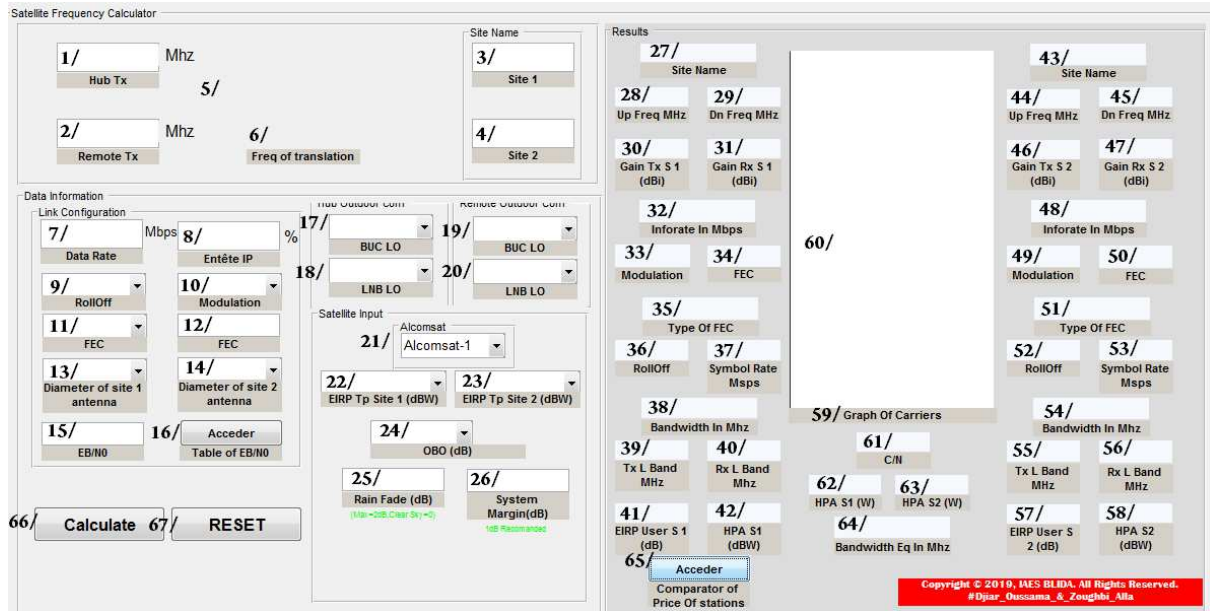 Satellite Frequency Calculator
1/ Mhz
Hub Tx
5/
2/ Mhz
Remote Tx
6/
Freq of translation
Site Name
3/
Site 1
4/
Site 2
Data Information
Link Configuration
7/ Mbps
Data Rate
8/ %
Entête IP
9/
RollOff
10/
Modulation
11/
FEC
12/
FEC
13/
Diameter of site 1
antenna
14/
Diameter of site 2
antenna
15/
EB/N0
16/ Acceder
Table of EB/N0
Hub Outdoor Com
17/
BUC LO
18/
LNB LO
Remote Outdoor Com
19/
BUC LO
20/
LNB LO
Satellite Input
Alcomsat
21/ Alcomsat-1
22/
EIRP Tp Site 1 (dBW)
23/
EIRP Tp Site 2 (dBW)
24/
OBO (dB)
25/
Rain Fade (dB)
(Max=2dB,Clear Sky=0)
26/
System
Margin(dB)
1dB Recomanded
66/ Calculate
67/ RESET
Results
27/
Site Name
28/
Up Freq MHz
29/
Dn Freq MHz
30/
Gain Tx S 1
(dBi)
31/
Gain Rx S 1
(dBi)
32/
Inforate In Mbps
33/
Modulation
34/
FEC
35/
Type Of FEC
36/
RollOff
37/
Symbol Rate
Msps
38/
Bandwidth In Mhz
39/
Tx L Band
MHz
40/
Rx L Band
Mhz
41/
EIRP User S 1
(dB)
42/
HPA S1
(dBW)
65/ Acceder
Comparator of
Price Of stations
60/
59/ Graph Of Carriers
61/
C/N
62/
HPA S1 (W)
63/
HPA S2 (W)
64/
Bandwidth Eq In Mhz
43/
Site Name
44/
Up Freq MHz
45/
Dn Freq MHz
46/
Gain Tx S 2
(dBi)
47/
Gain Rx S 2
(dBi)
48/
Inforate In Mbps
49/
Modulation
50/
FEC
51/
Type Of FEC
52/
RollOff
53/
Symbol Rate
Msps
54/
Bandwidth In Mhz
55/
Tx L Band
MHz
56/
Rx L Band
MHz
57/
EIRP User S
2 (dB)
58/
HPA S2
(dBW)
Copyright © 2019, IAES BLIDA. All Rights Reserved.
#Djiar_Oussama_&_Zoughbi_Alla